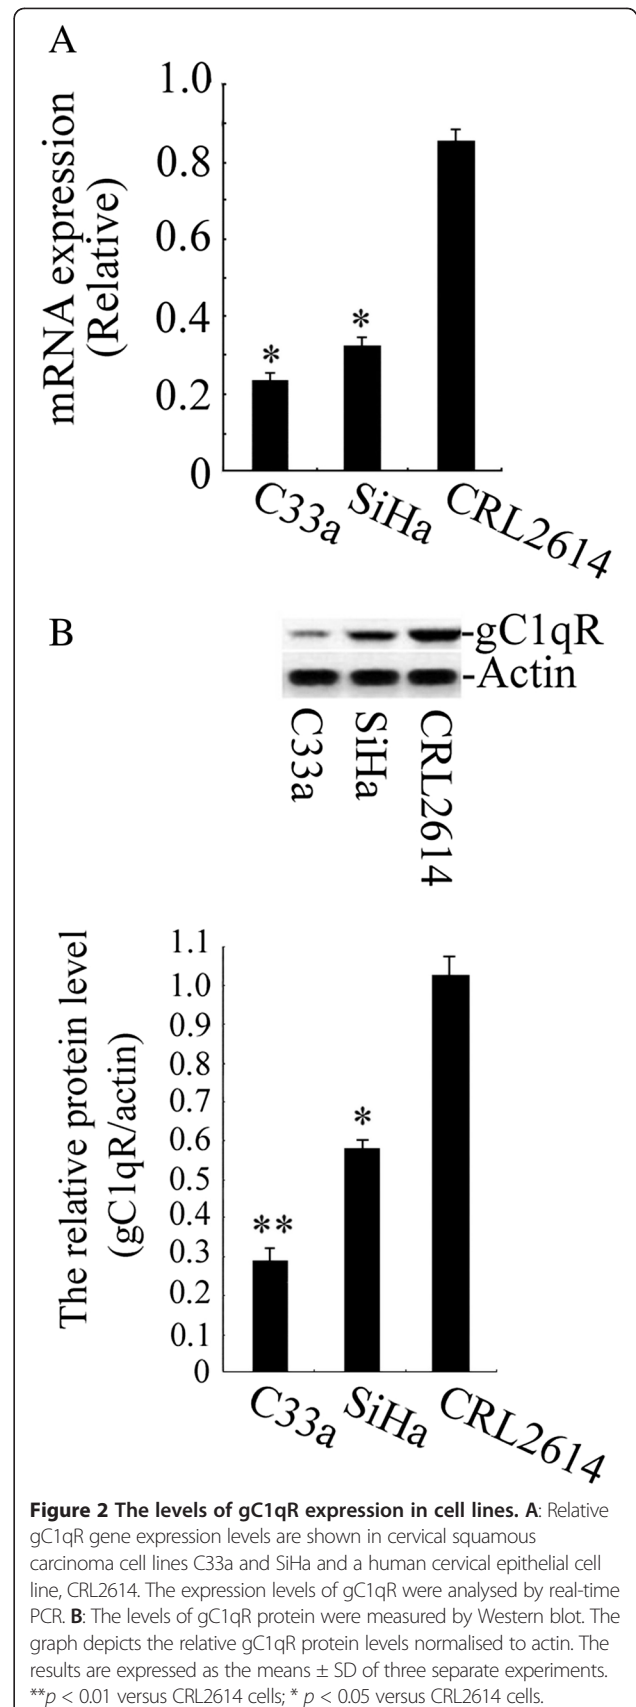 A
mRNA expression
(Relative)
1.0
0.8
0.6
0.4
0.2
0
*
*
C33a
SiHa
CRL2614
B
-gC1qR
-Actin
C33a
SiHa
CRL2614
The relative protein level
(gC1qR/actin)
1.1
1.0
0.9
0.8
0.7
0.6
0.5
0.4
0.3
0.2
0.1
0
**
*
C33a
SiHa
CRL2614
Figure 2 The levels of gC1qR expression in cell lines. A: Relative
gC1qR gene expression levels are shown in cervical squamous
carcinoma cell lines C33a and SiHa and a human cervical epithelial cell
line, CRL2614. The expression levels of gC1qR were analysed by real-time
PCR. B: The levels of gC1qR protein were measured by Western blot. The
graph depicts the relative gC1qR protein levels normalised to actin. The
results are expressed as the means ± SD of three separate experiments.
**p < 0.01 versus CRL2614 cells; * p < 0.05 versus CRL2614 cells.